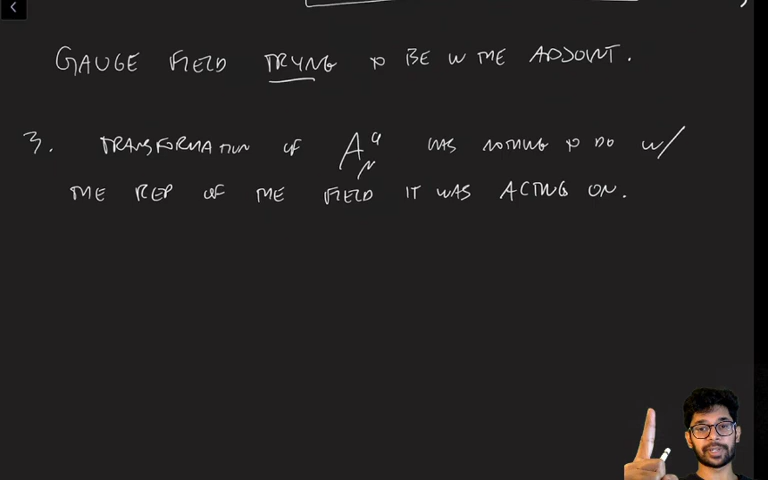 GAUGE FIELD TRYNG TO BE IN THE ADJOINT.
3. TRANSFORMATION OF A^a_μ HAS NOTHING TO DO W/
THE REP OF THE FIELD IT WAS ACTING ON.